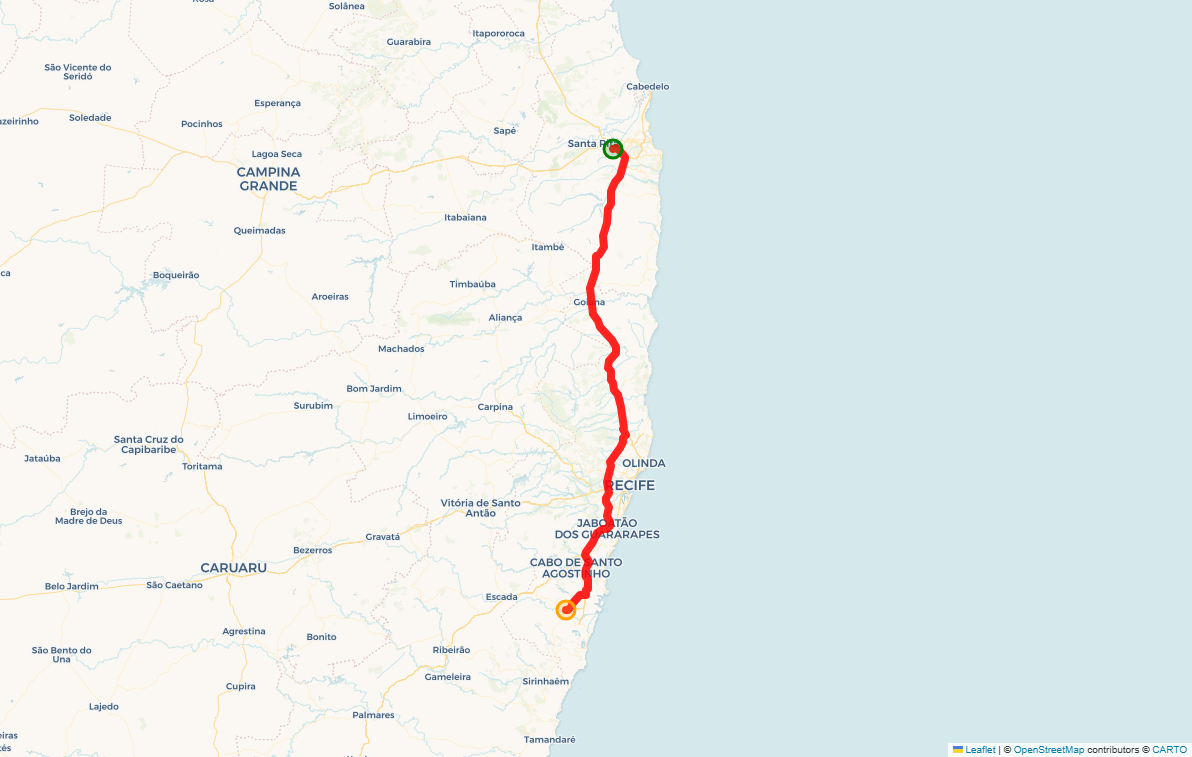 Solânea
Itapororoca
Guarabira
São Vicente do
Seridó
Cabedelo
Esperança
Soledade
Pocinhos
Sapé
Santa
Lagoa Seca
CAMPINA
GRANDE
Itabaiana
Queimadas
Itambé
Boqueirão
Timbaúba
Aroeiras
Goiana
Aliança
Machados
Bom Jardim
Surubim
Carpina
Limoeiro
Santa Cruz do
Capibaribe
Jataúba
Toritama
OLINDA
RECIFE
Vitória de Santo
Antão
Brejo da
Madre de Deus
JABOATÃO
DOS GUARARAPES
Gravatá
Bezerros
CARUARU
CABO DE SANTO
AGOSTINHO
Belo Jardim
São Caetano
Escada
Agrestina
Bonito
São Bento do
Una
Ribeirão
Gameleira
Sirinhaém
Cupira
Lajedo
Palmares
Tamandaré
Leaflet | © OpenStreetMap contributors © CARTO